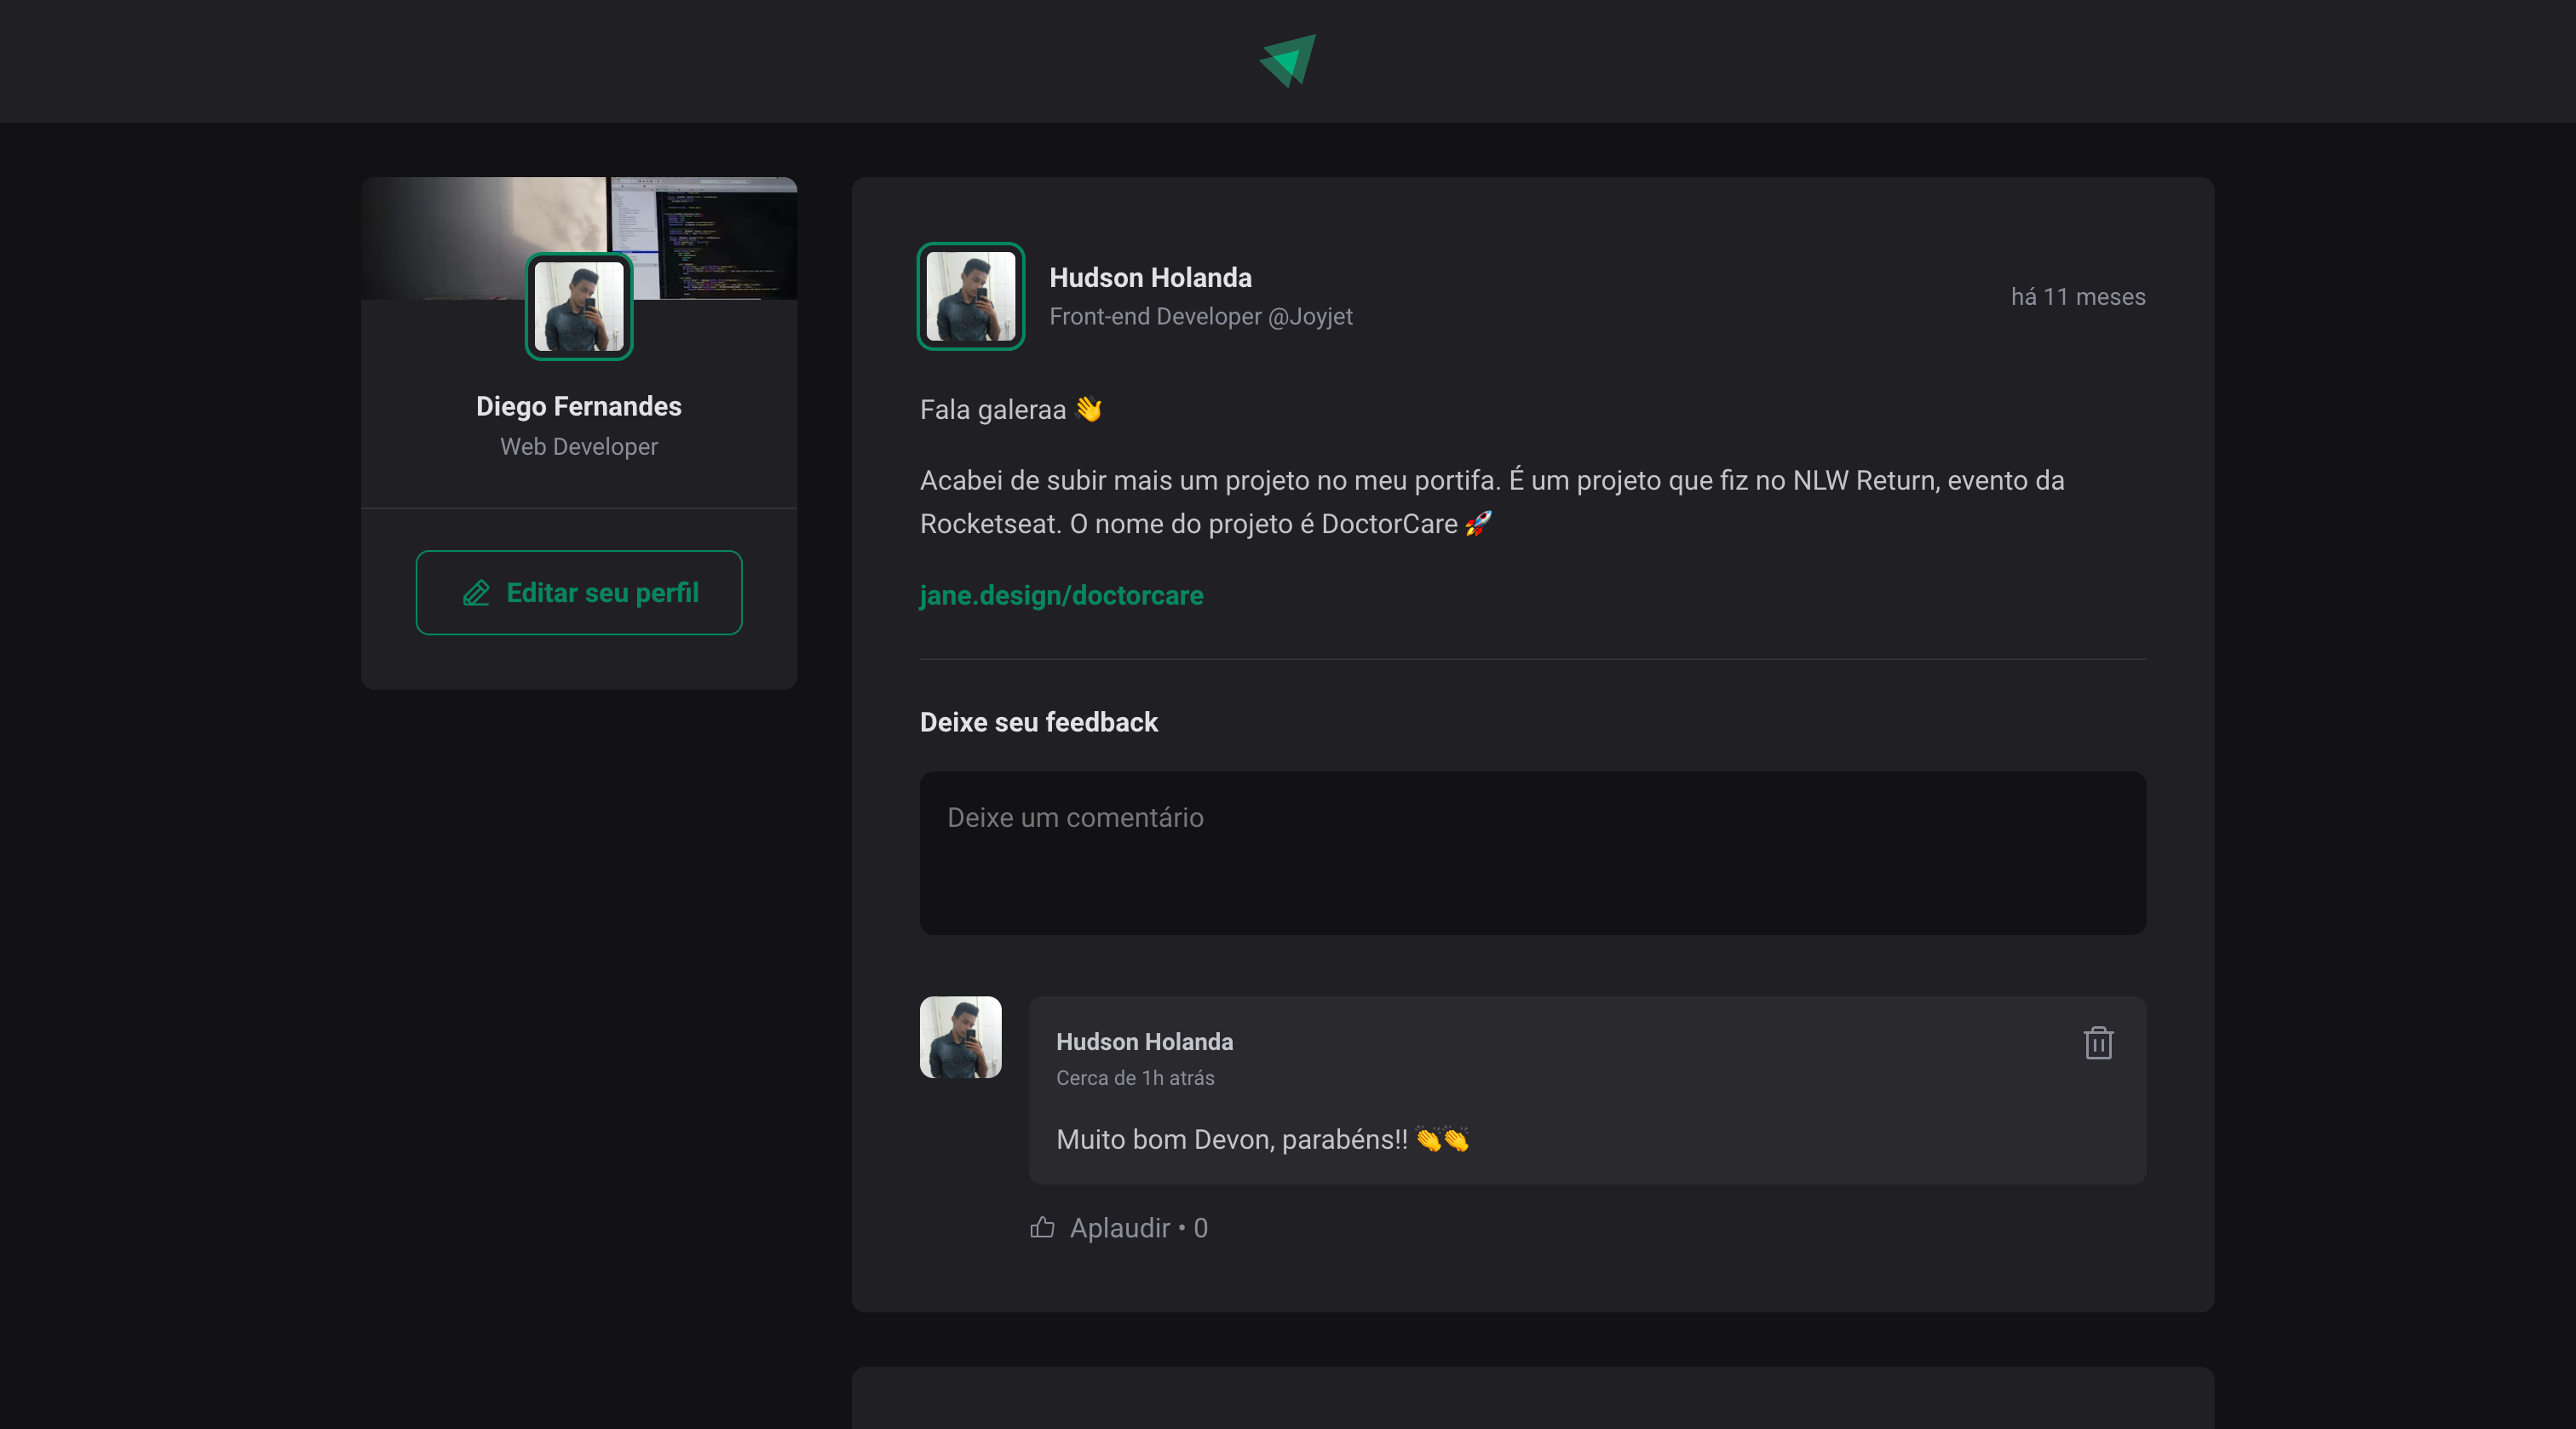 Diego Fernandes
Web Developer
Editar seu perfil
Hudson Holanda
Front-end Developer @Joyjet
há 11 meses
Fala galeraa 👋
Acabei de subir mais um projeto no meu portifa. É um projeto que fiz no NLW Return, evento da
Rocketseat. O nome do projeto é DoctorCare 🚀
jane.design/doctorcare
Deixe seu feedback
Deixe um comentário
Hudson Holanda
Cerca de 1h atrás
Muito bom Devon, parabéns!! 👏👏
Aplaudir • 0